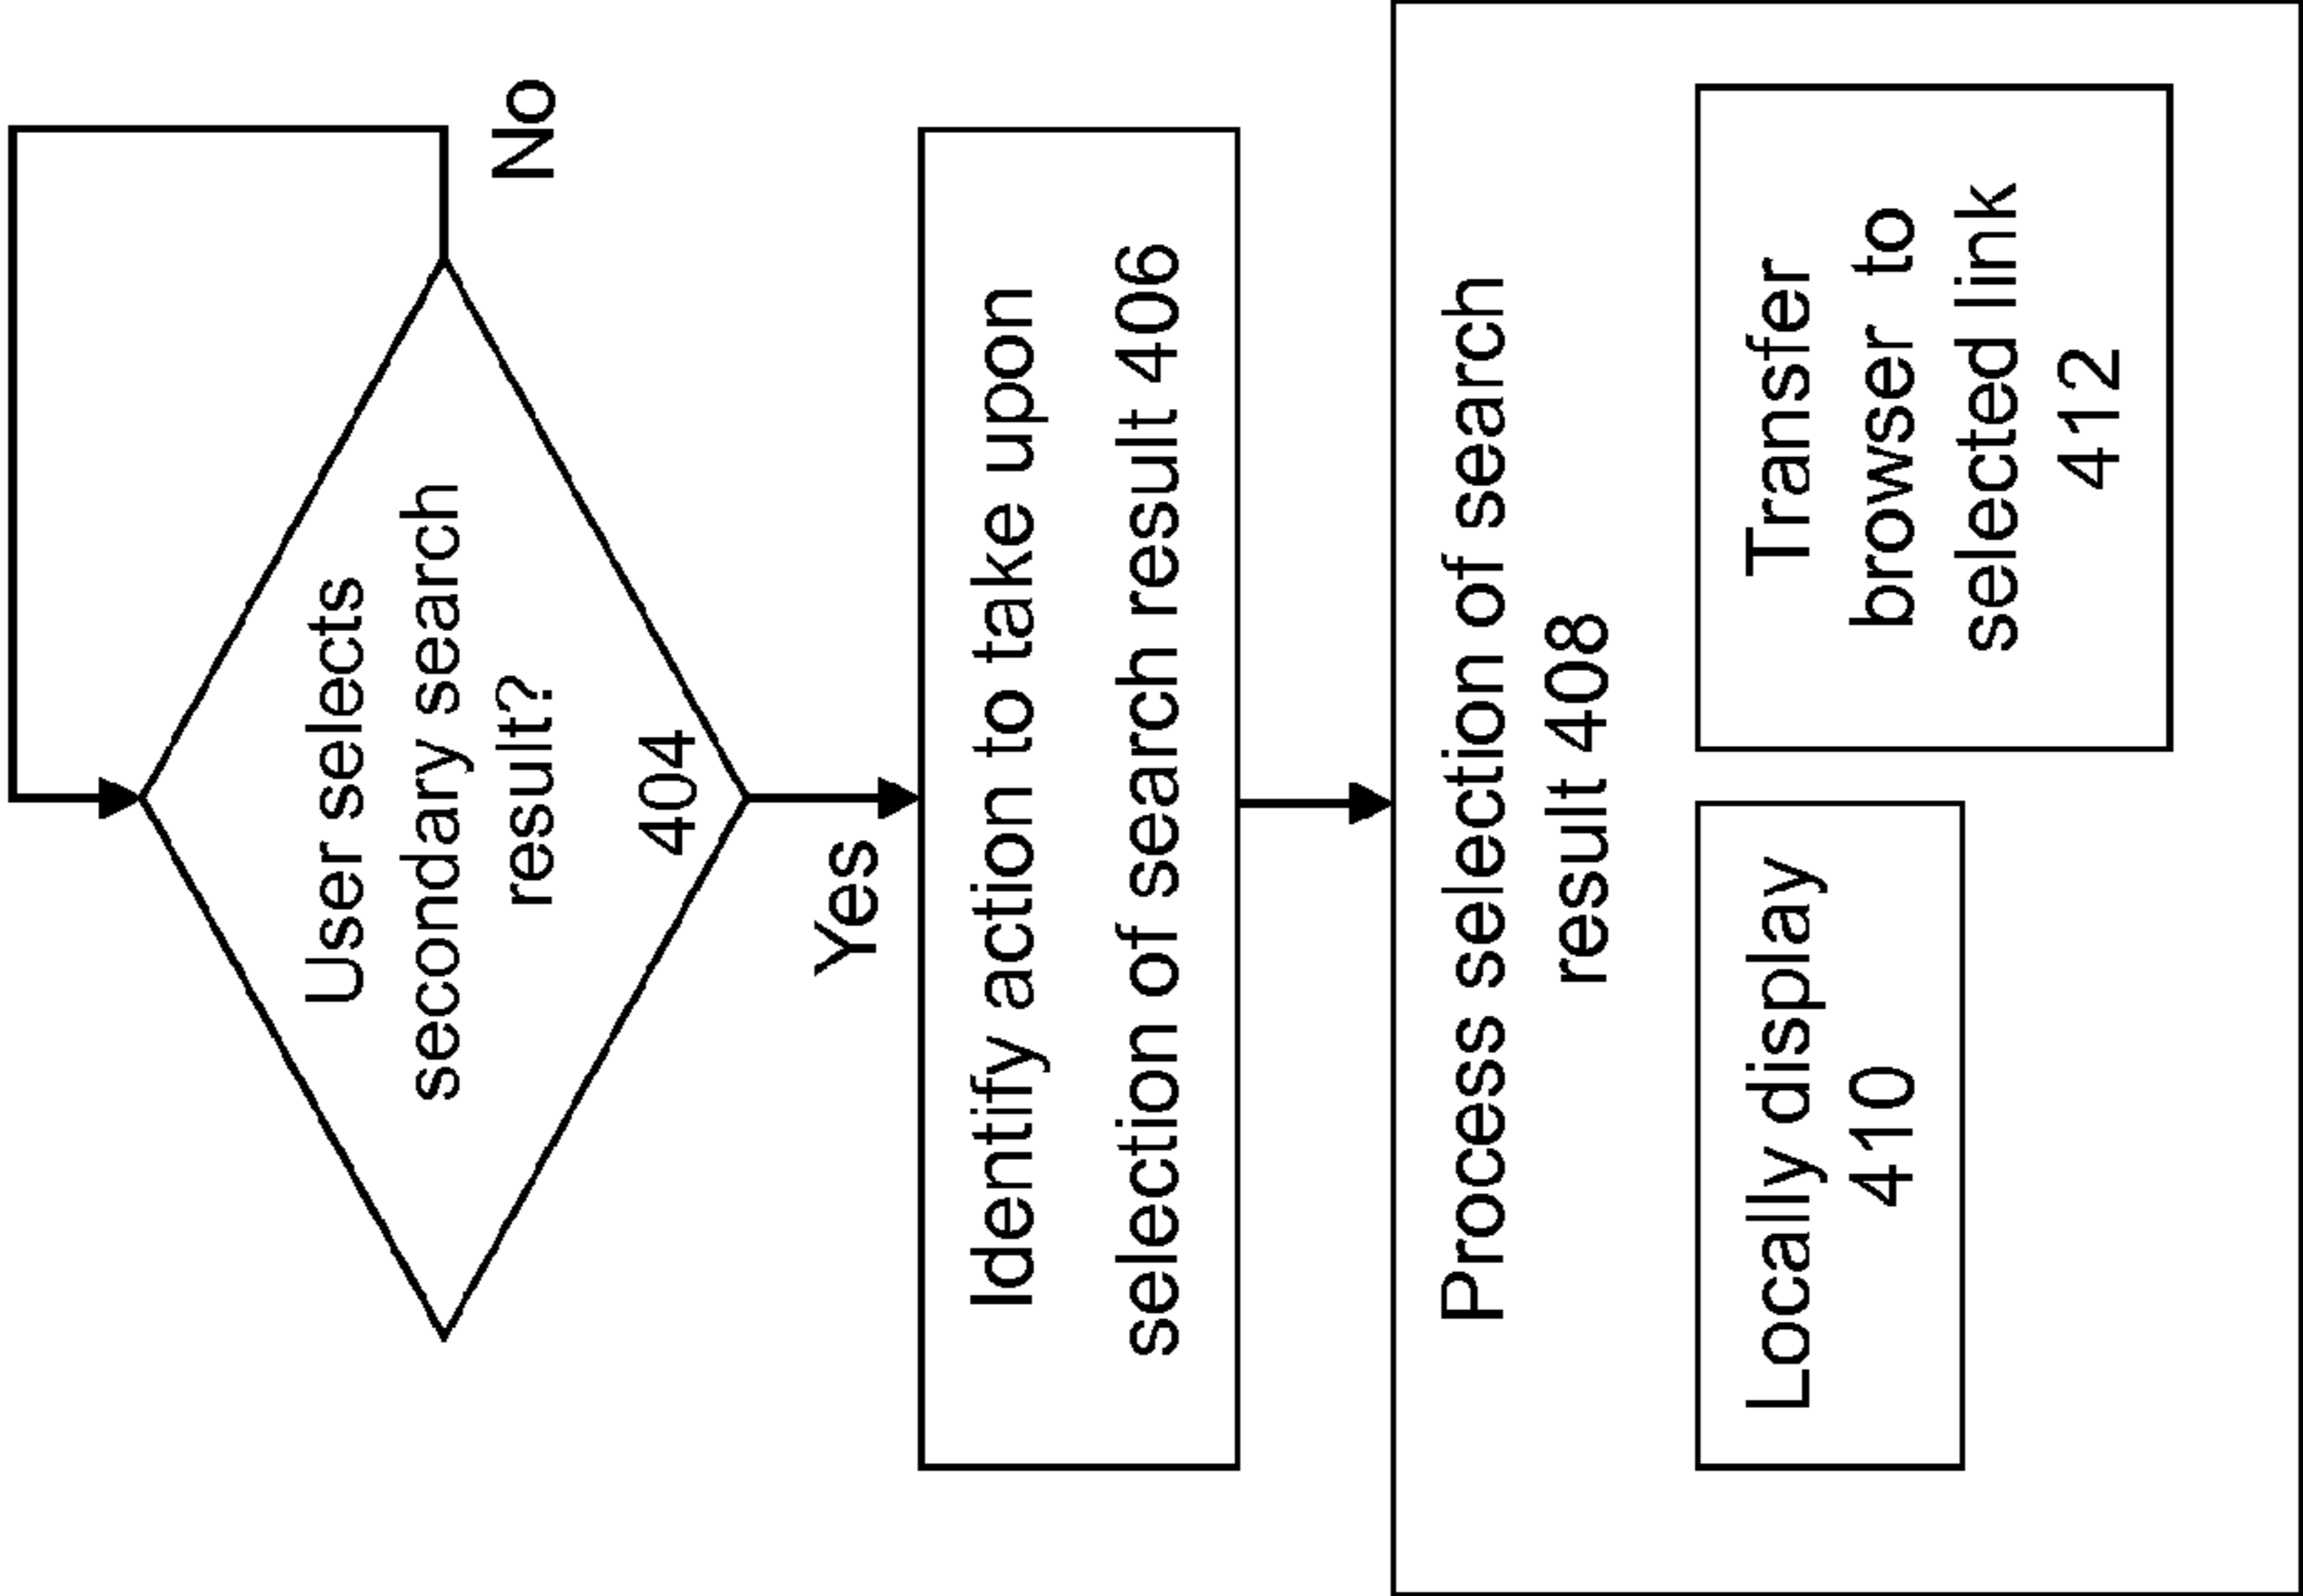 User selects
secondary search
result?
404
No
Yes
Identify action to take upon
selection of search result 406
Process selection of search
result 408
Locally display
410
Transfer
browser to
selected link
412